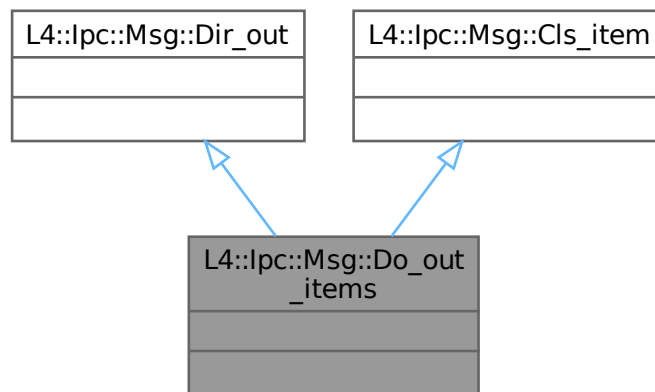 L4::Ipc::Msg::Dir_out
L4::Ipc::Msg::Cls_item
L4::Ipc::Msg::Do_out
_items